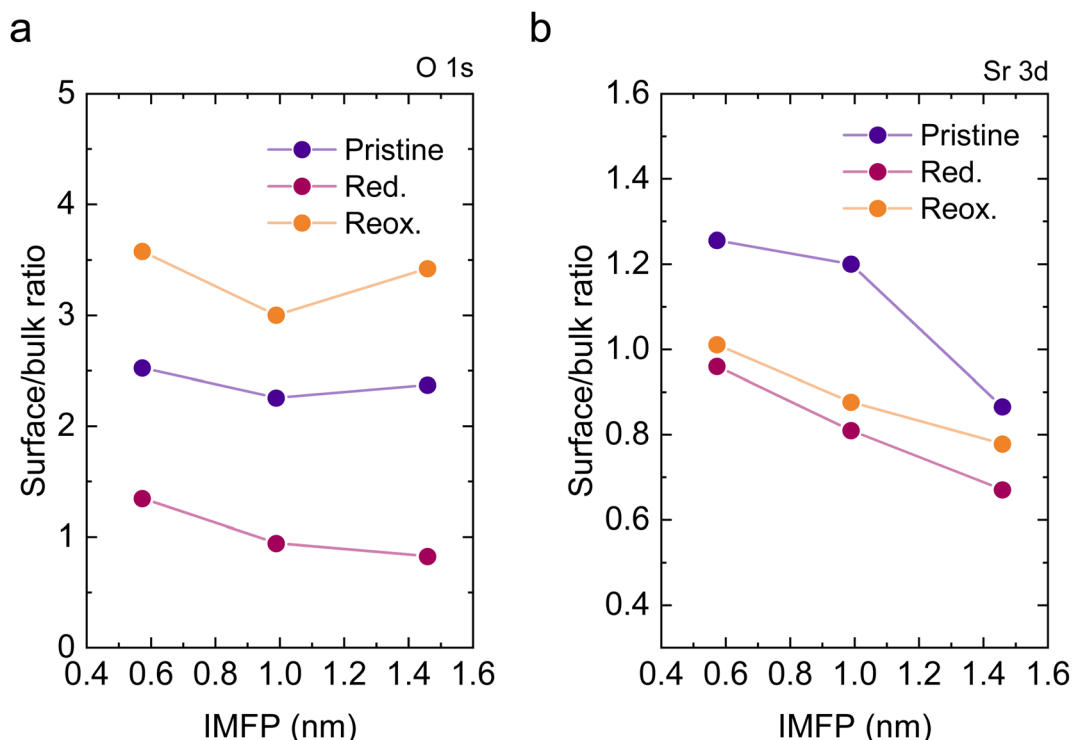 a
O 1s
Surface/bulk ratio
5
4
3
2
1
0
Pristine
Red.
Reox.
0.4 0.6 0.8 1.0 1.2 1.4 1.6
IMFP (nm)
b
Sr 3d
Surface/bulk ratio
1.6
1.4
1.2
1.0
0.8
0.6
0.4
Pristine
Red.
Reox.
0.4 0.6 0.8 1.0 1.2 1.4 1.6
IMFP (nm)